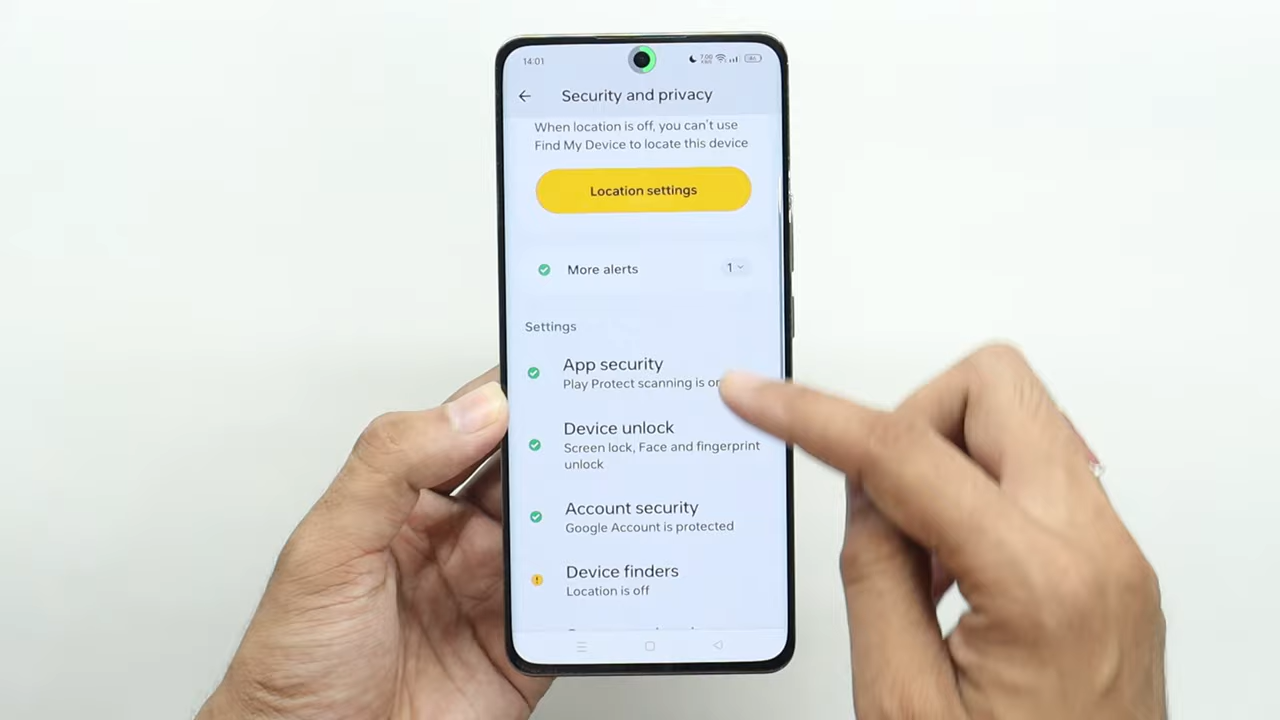 14:01
7.00
Security and privacy
When location is off, you can't use
Find My Device to locate this device
Location settings
More alerts
1
Settings
App security
Play Protect scanning is
Device unlock
Screen lock, Face and fingerprint
unlock
Account security
Google Account is protected
Device finders
Location is off